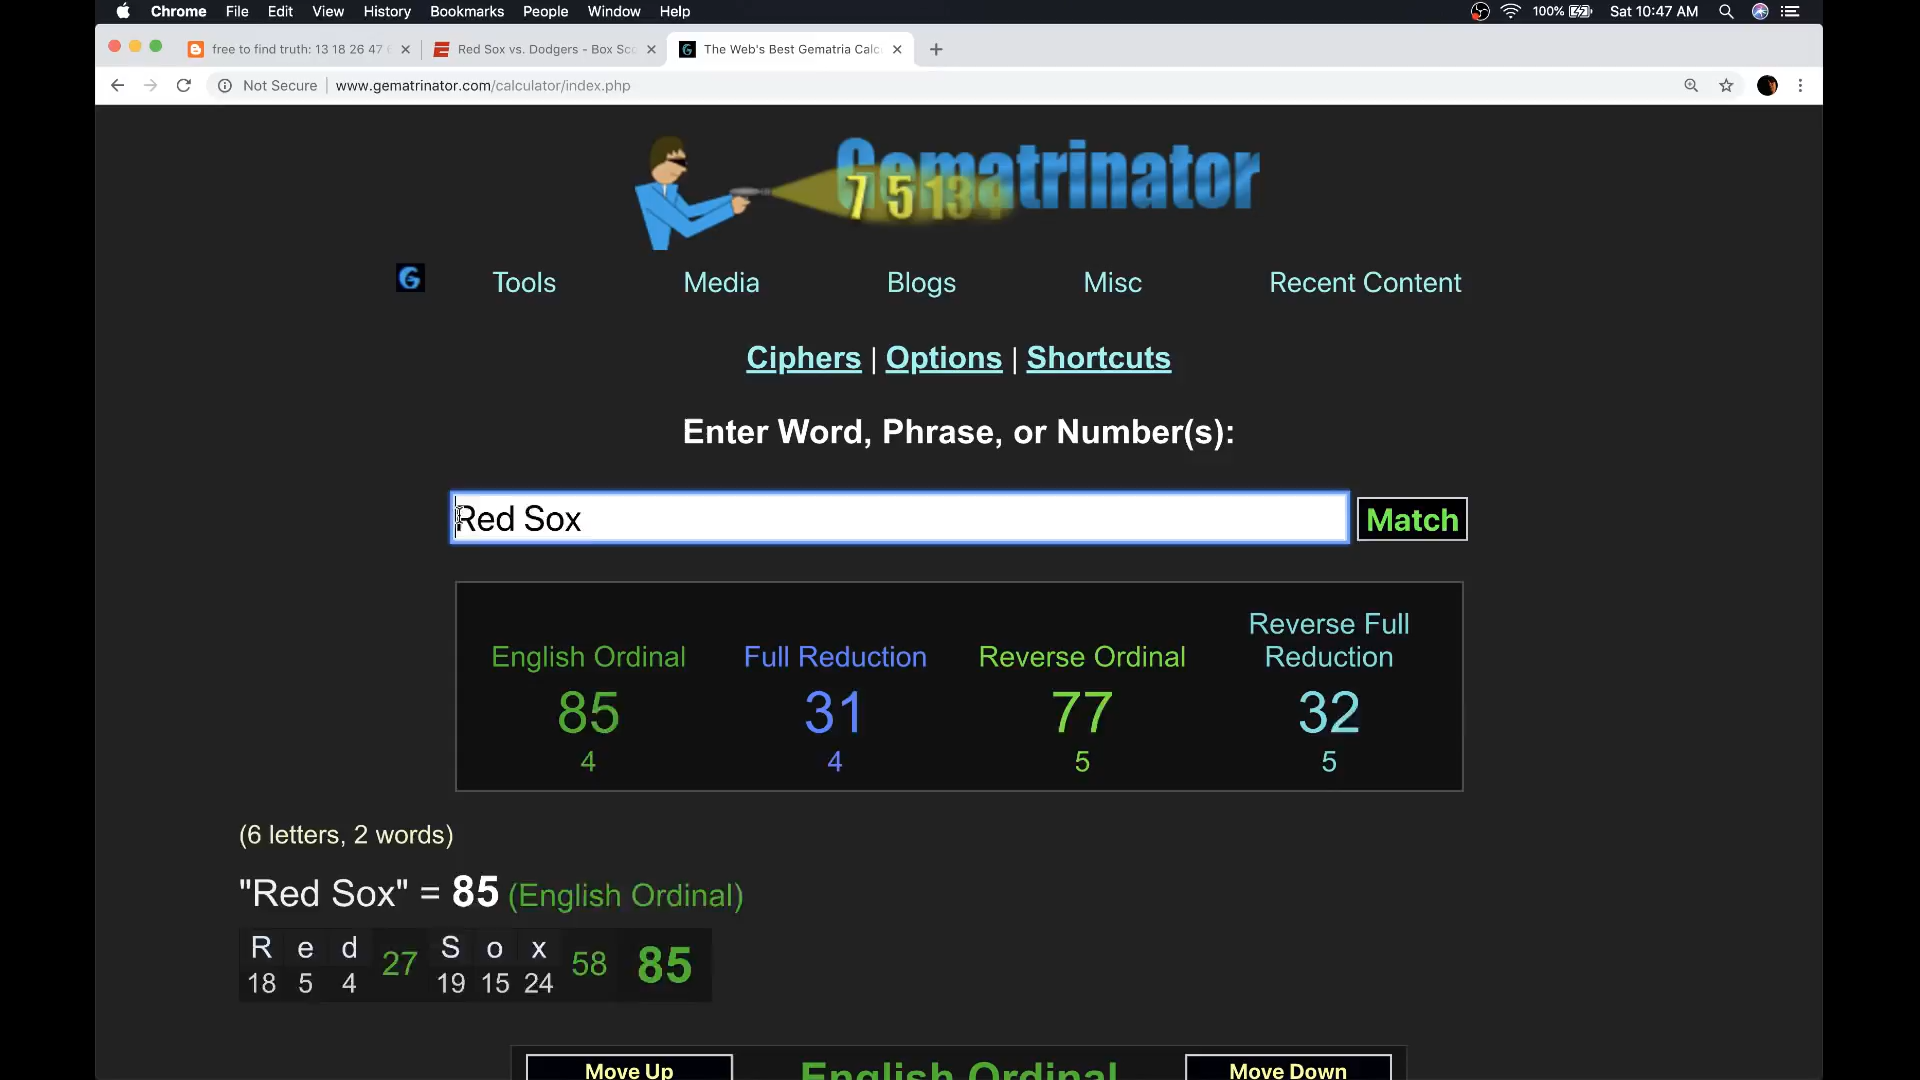 Chrome File Edit View History Bookmarks People Window Help 100% Sat 10:47 AM
free to find truth: 13 18 26 47 Red Sox vs. Dodgers - Box Sco The Web's Best Gematria Calc
Not Secure www.gematrinator.com/calculator/index.php
Gematrinator
7 5 13
G Tools Media Blogs Misc Recent Content
Ciphers | Options | Shortcuts
Enter Word, Phrase, or Number(s):
Red Sox Match
English Ordinal Full Reduction Reverse Ordinal Reverse Full Reduction
85 31 77 32
4 4 5 5
(6 letters, 2 words)
"Red Sox" = 85 (English Ordinal)
R e d 27 S o x 58 85
18 5 4 19 15 24
Move Up English Ordinal Move Down